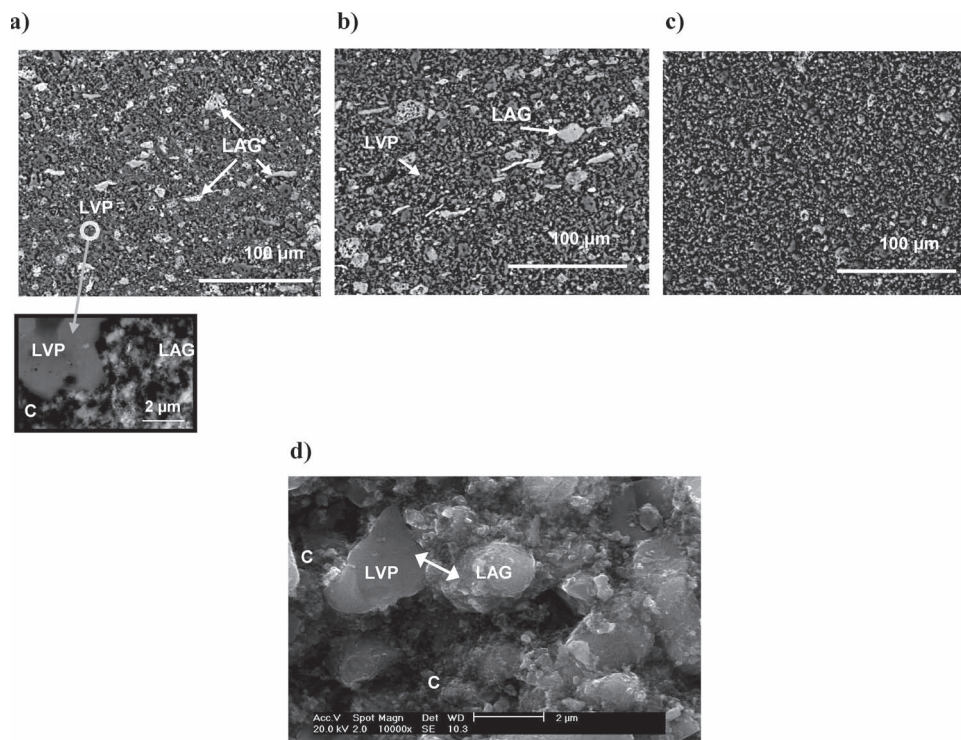 a)
b)
c)
LAG
LVP
100 µm
LAG
LVP
100 µm
100 µm
LVP
LAG
C
2 µm
d)
C
LVP
LAG
C
Acc.V Spot Magn Det WD 2 µm
20.0 kV 2.0 10000x SE 10.3